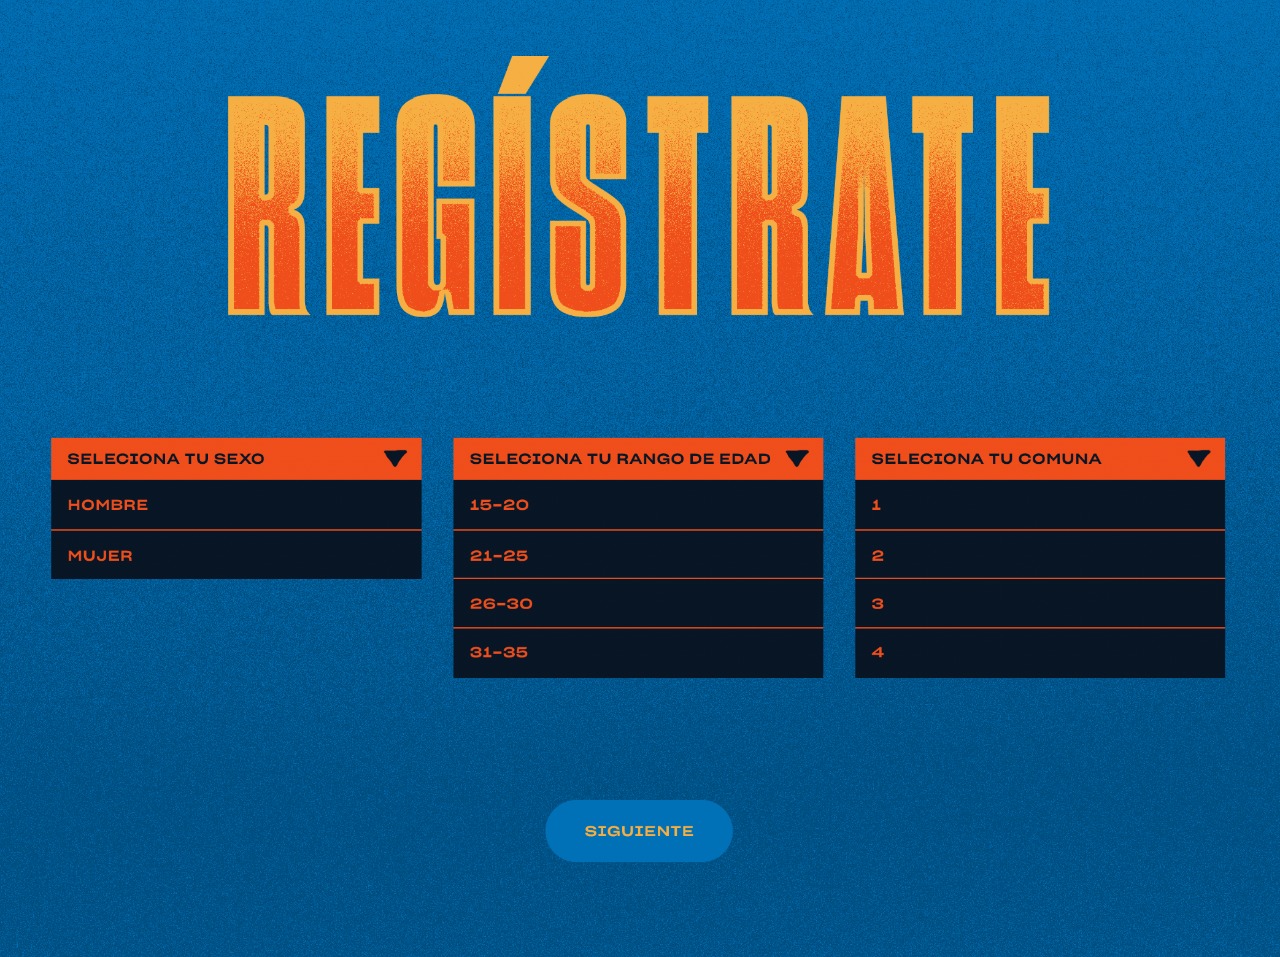 REGÍSTRATE
SELECIONA TU SEXO
HOMBRE
MUJER
SELECIONA TU RANGO DE EDAD
15-20
21-25
26-30
31-35
SELECIONA TU COMUNA
1
2
3
4
SIGUIENTE